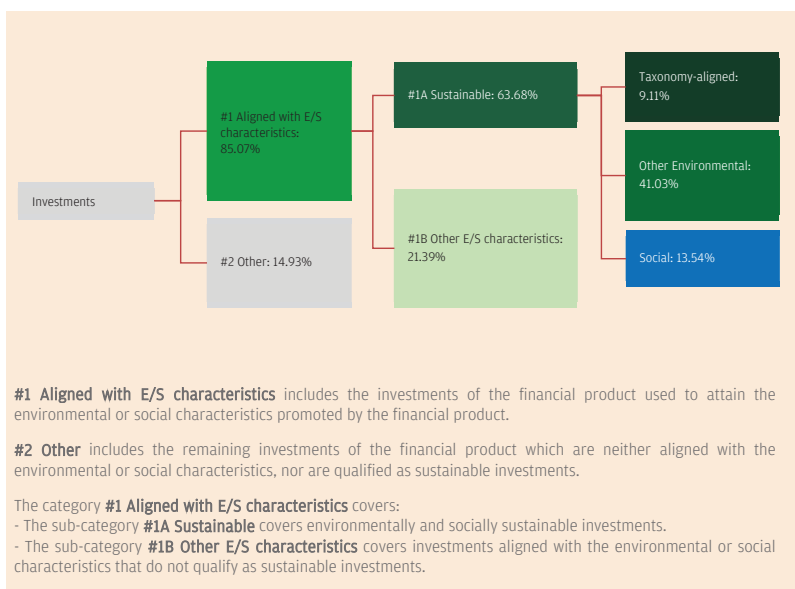 Investments
#1 Aligned with E/S
characteristics:
85.07%
#2 Other: 14.93%
#1A Sustainable: 63.68%
#1B Other E/S characteristics:
21.39%
Taxonomy-aligned:
9.11%
Other Environmental:
41.03%
Social: 13.54%
#1 Aligned with E/S characteristics includes the investments of the financial product used to attain the
environmental or social characteristics promoted by the financial product.
#2 Other includes the remaining investments of the financial product which are neither aligned with the
environmental or social characteristics, nor are qualified as sustainable investments.
The category #1 Aligned with E/S characteristics covers:
- The sub-category #1A Sustainable covers environmentally and socially sustainable investments.
- The sub-category #1B Other E/S characteristics covers investments aligned with the environmental or social
characteristics that do not qualify as sustainable investments.